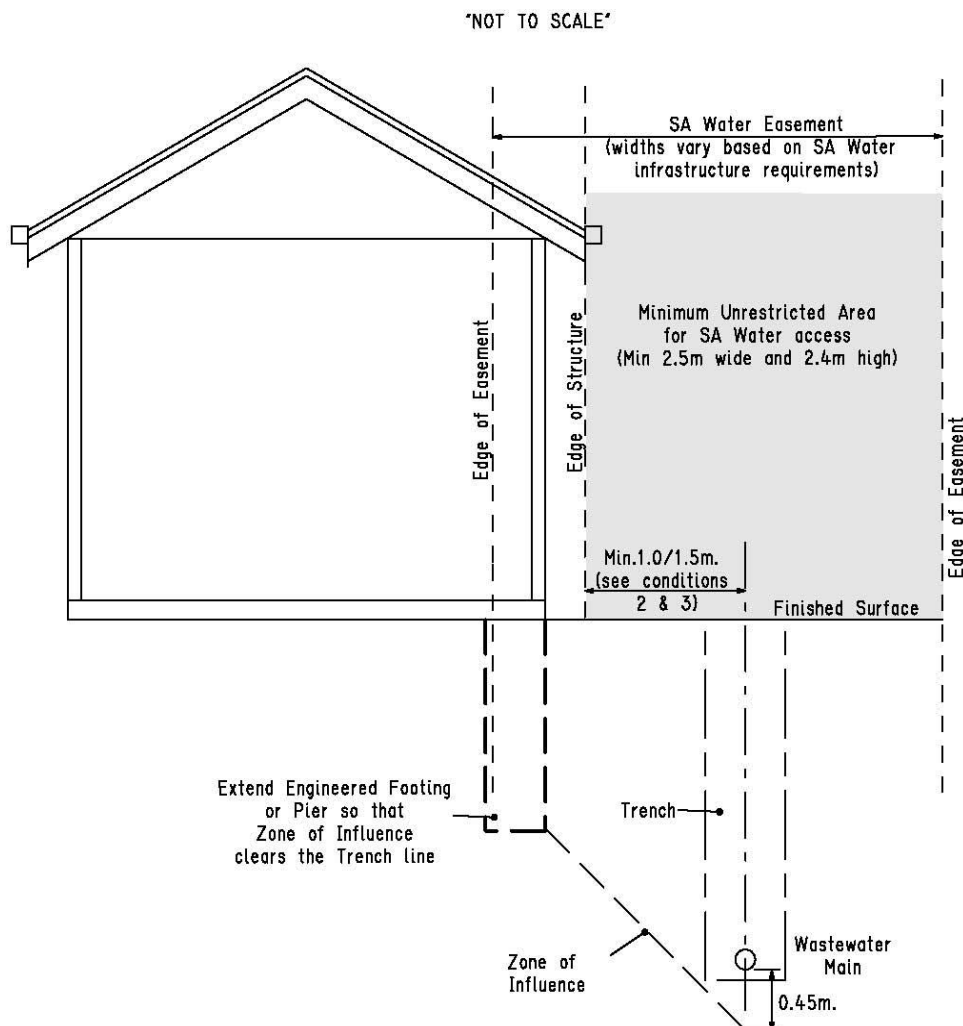 "NOT TO SCALE"
SA Water Easement
(widths vary based on SA Water
infrastructure requirements)
Minimum Unrestricted Area
for SA Water access
(Min 2.5m wide and 2.4m high)
Edge of Easement
Edge of Structure
Edge of Easement
Min.1.0/1.5m.
(see conditions
2 & 3)
Finished Surface
Extend Engineered Footing
or Pier so that
Zone of Influence
clears the Trench line
Trench
Zone of
Influence
Wastewater
Main
0.45m.